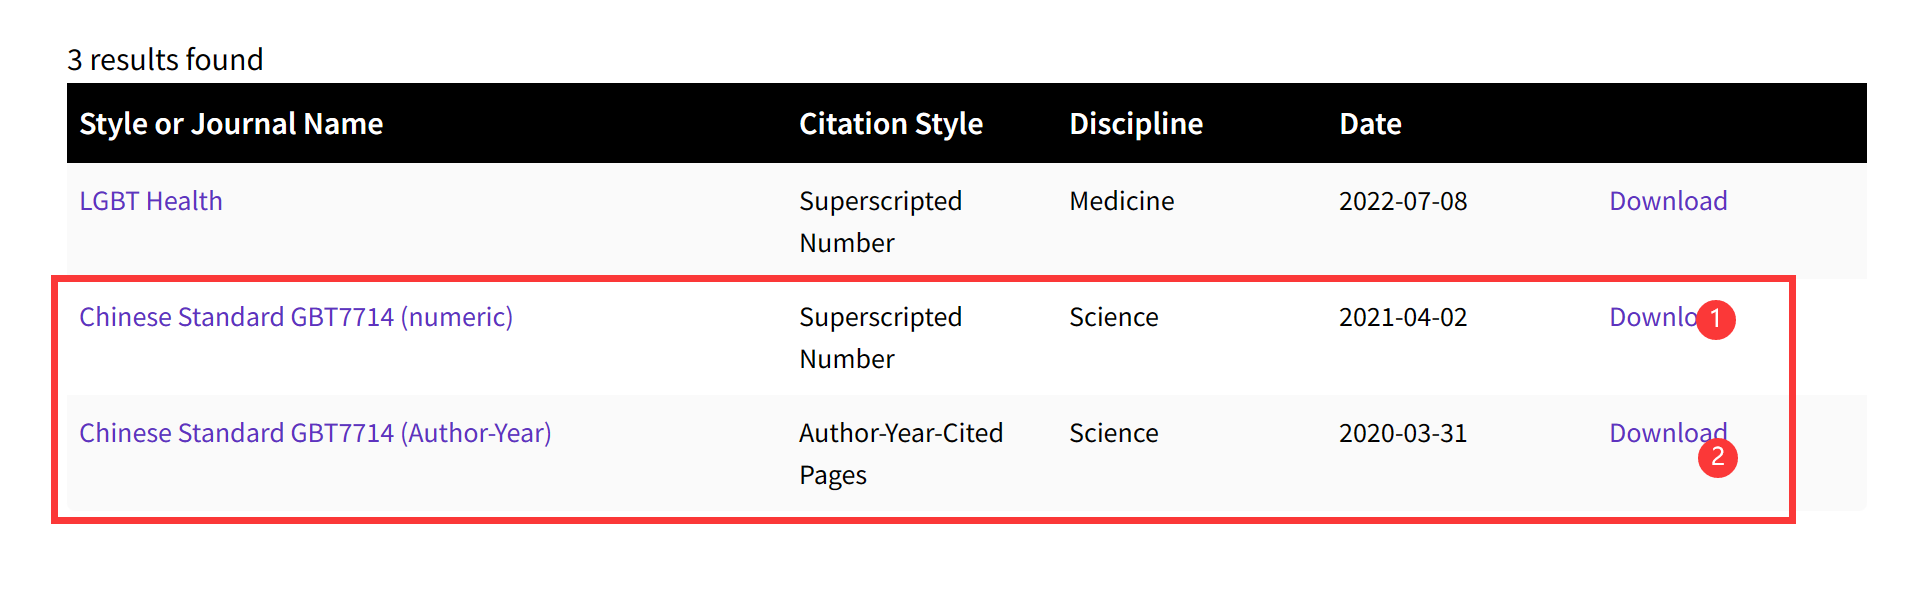 3 results found
Style or Journal Name Citation Style Discipline Date
LGBT Health Superscripted Medicine 2022-07-08 Download
Number
Chinese Standard GBT7714 (numeric) Superscripted Science 2021-04-02 Downlo 1
Number
Chinese Standard GBT7714 (Author-Year) Author-Year-Cited Science 2020-03-31 Download
2
Pages